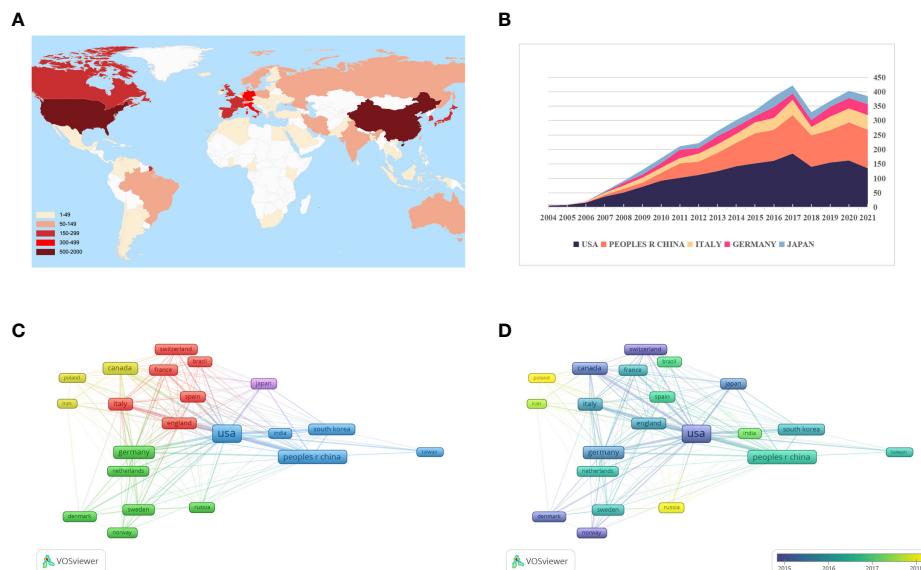 A
1-49
50-149
150-299
300-499
500-2000
B
450
400
350
300
250
200
150
100
50
0
2004 2005 2006 2007 2008 2009 2010 2011 2012 2013 2014 2015 2016 2017 2018 2019 2020 2021
USA PEOPLES R CHINA ITALY GERMANY JAPAN
C
switzerland
brazil
canada
france
poland
japan
spain
iran
italy
england
usa
india
south korea
germany
peoples r china
taiwan
netherlands
sweden
russia
denmark
norway
VOSviewer
D
switzerland
brazil
canada
france
poland
japan
spain
iran
italy
england
usa
india
south korea
germany
peoples r china
taiwan
netherlands
sweden
russia
denmark
norway
VOSviewer
2015 2016 2017 2018